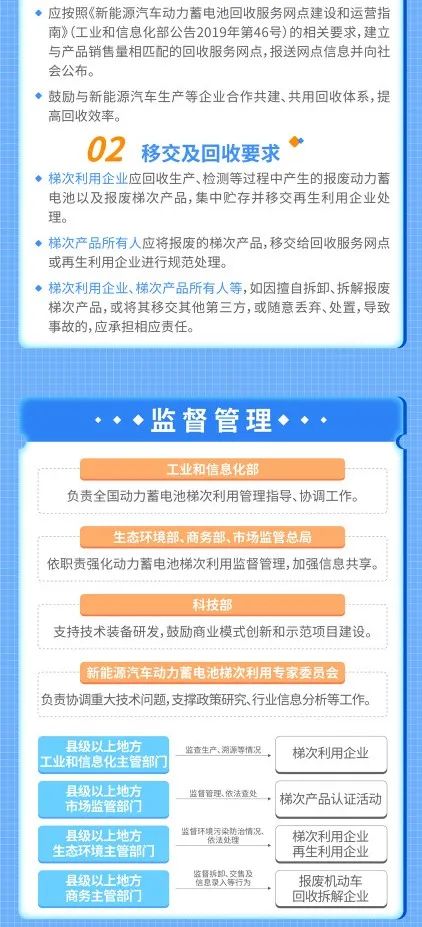 应按照《新能源汽车动力蓄电池回收服务网点建设和运营指
南》(工业和信息化部公告2019年第46号)的相关要求,建立
与产品销售量相匹配的回收服务网点,报送网点信息并向社
会公布。
鼓励与新能源汽车生产等企业合作共建、共用回收体系,提
高回收效率。
02 移交及回收要求
梯次利用企业应回收生产、检测等过程中产生的报废动力蓄
电池以及报废梯次产品,集中贮存并移交再生利用企业处
理。
梯次产品所有人应将报废的梯次产品,移交给回收服务网点
或再生利用企业进行规范处理。
梯次利用企业、梯次产品所有人等,如因擅自拆卸、拆解报废
梯次产品,或将其移交其他第三方,或随意丢弃、处置,导致
事故的,应承担相应责任。
监督管理
工业和信息化部
负责全国动力蓄电池梯次利用管理指导、协调工作。
生态环境部、商务部、市场监管总局
依职责强化动力蓄电池梯次利用监督管理,加强信息共享。
科技部
支持技术装备研发,鼓励商业模式创新和示范项目建设。
新能源汽车动力蓄电池梯次利用专家委员会
负责协调重大技术问题,支撑政策研究、行业信息分析等工作。
县级以上地方
工业和信息化主管部门
监查生产、溯源等情况
梯次利用企业
县级以上地方
市场监管部门
监督管理、依法查处
梯次产品认证活动
县级以上地方
生态环境主管部门
监督环境污染防治情况、
依法处理
梯次利用企业
再生利用企业
县级以上地方
商务主管部门
监督拆卸、交售及
信息录入等行为
报废机动车
回收拆解企业